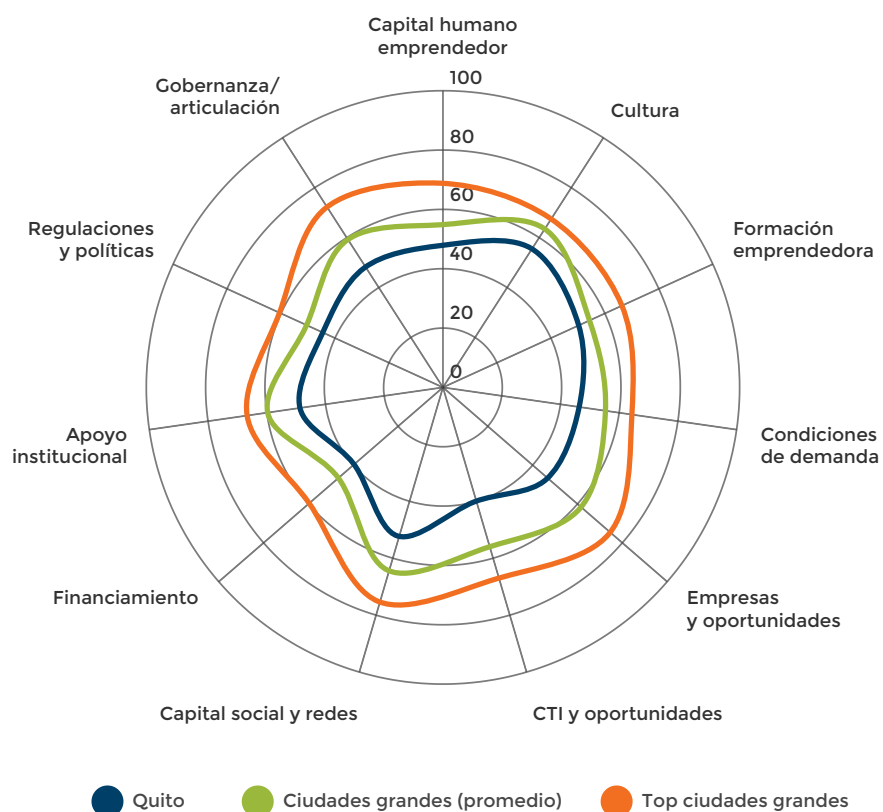 Capital humano
emprendedor
Gobernanza/
articulación
Cultura
Regulaciones
y políticas
Formación
emprendedora
100
80
60
40
20
0
Apoyo
institucional
Condiciones
de demanda
Financiamiento
Empresas
y oportunidades
Capital social y redes
CTI y oportunidades
Quito
Ciudades grandes (promedio)
Top ciudades grandes